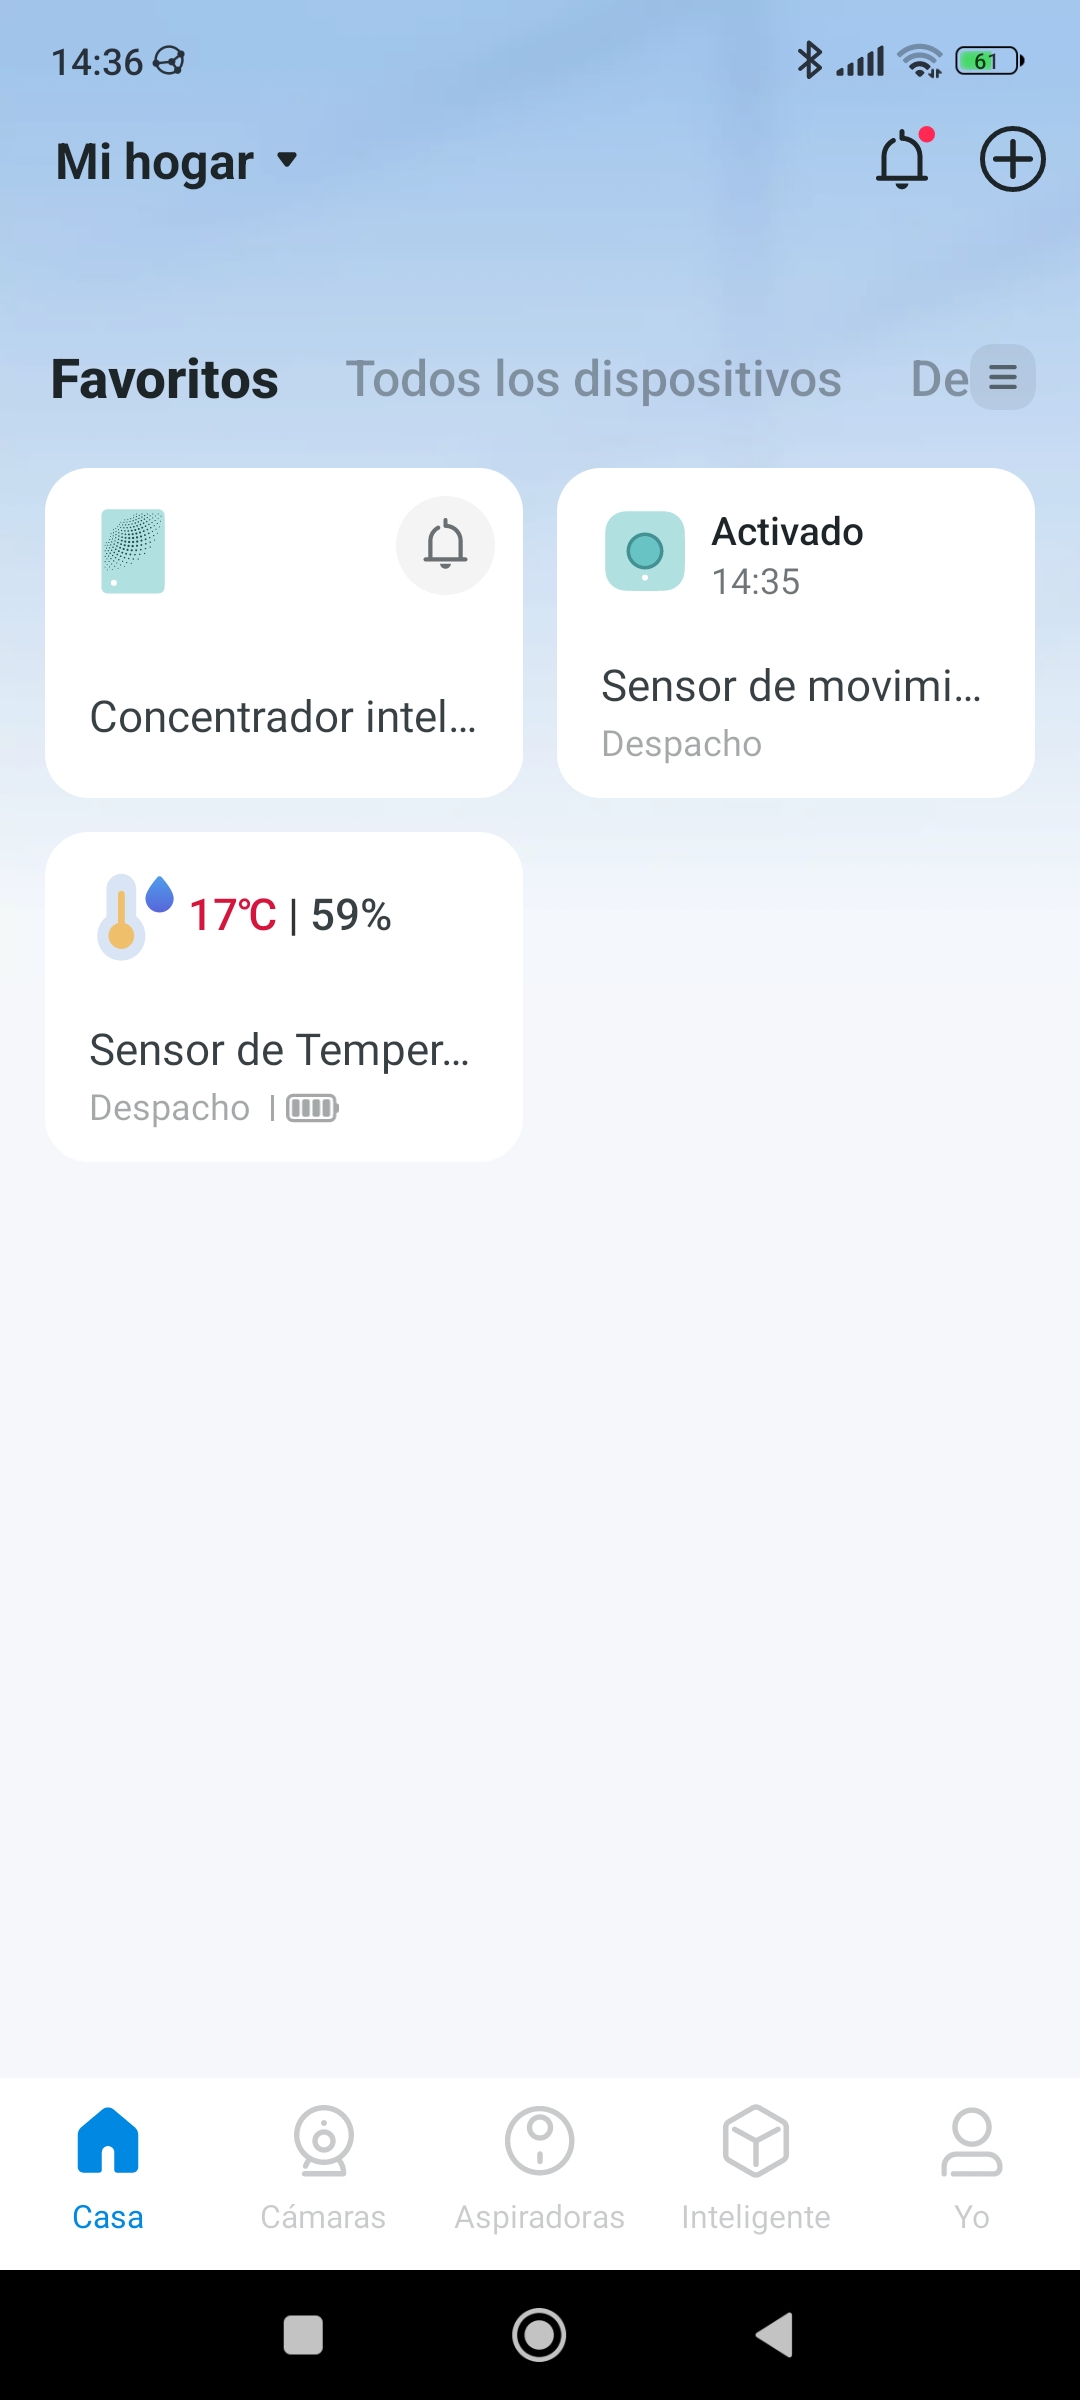 14:36
61
Mi hogar
Favoritos Todos los dispositivos De
Concentrador intel...
Activado
14:35
Sensor de movimi...
Despacho
17℃ | 59%
Sensor de Temper...
Despacho |
Casa Cámaras Aspiradoras Inteligente Yo